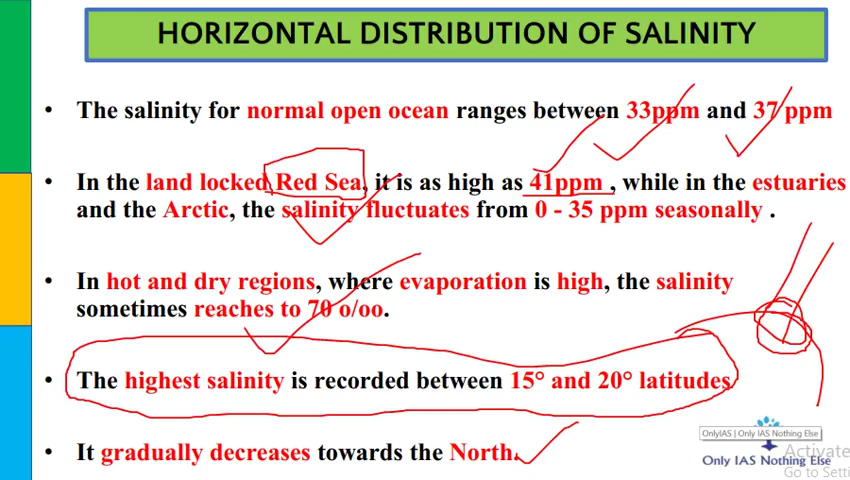 HORIZONTAL DISTRIBUTION OF SALINITY
• The salinity for normal open ocean ranges between 33ppm and 37 ppm
• In the land locked Red Sea, it is as high as 41ppm , while in the estuaries
and the Arctic, the salinity fluctuates from 0 - 35 ppm seasonally .
• In hot and dry regions, where evaporation is high, the salinity
sometimes reaches to 70 o/oo.
• The highest salinity is recorded between 15° and 20° latitudes
• It gradually decreases towards the North.
OnlyIAS | Only IAS Nothing Else
Only IAS Nothing Else
Activate
Go to Setti